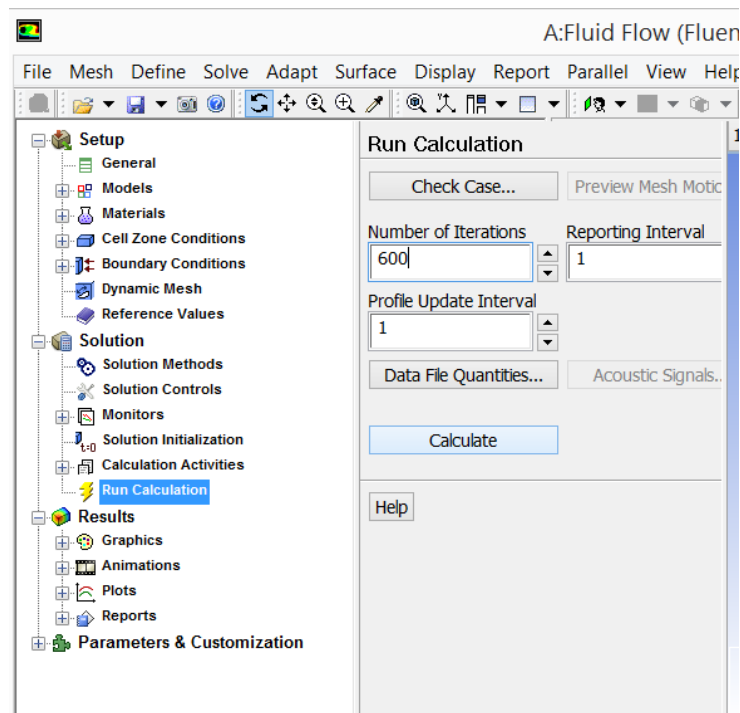 A:Fluid Flow (Fluen
File Mesh Define Solve Adapt Surface Display Report Parallel View Help
Setup
General
Models
Materials
Cell Zone Conditions
Boundary Conditions
Dynamic Mesh
Reference Values
Solution
Solution Methods
Solution Controls
Monitors
t=0 Solution Initialization
Calculation Activities
Run Calculation
Results
Graphics
Animations
Plots
Reports
Parameters & Customization
Run Calculation
Check Case... Preview Mesh Motic
Number of Iterations Reporting Interval
600 1
Profile Update Interval
1
Data File Quantities... Acoustic Signals..
Calculate
Help
1